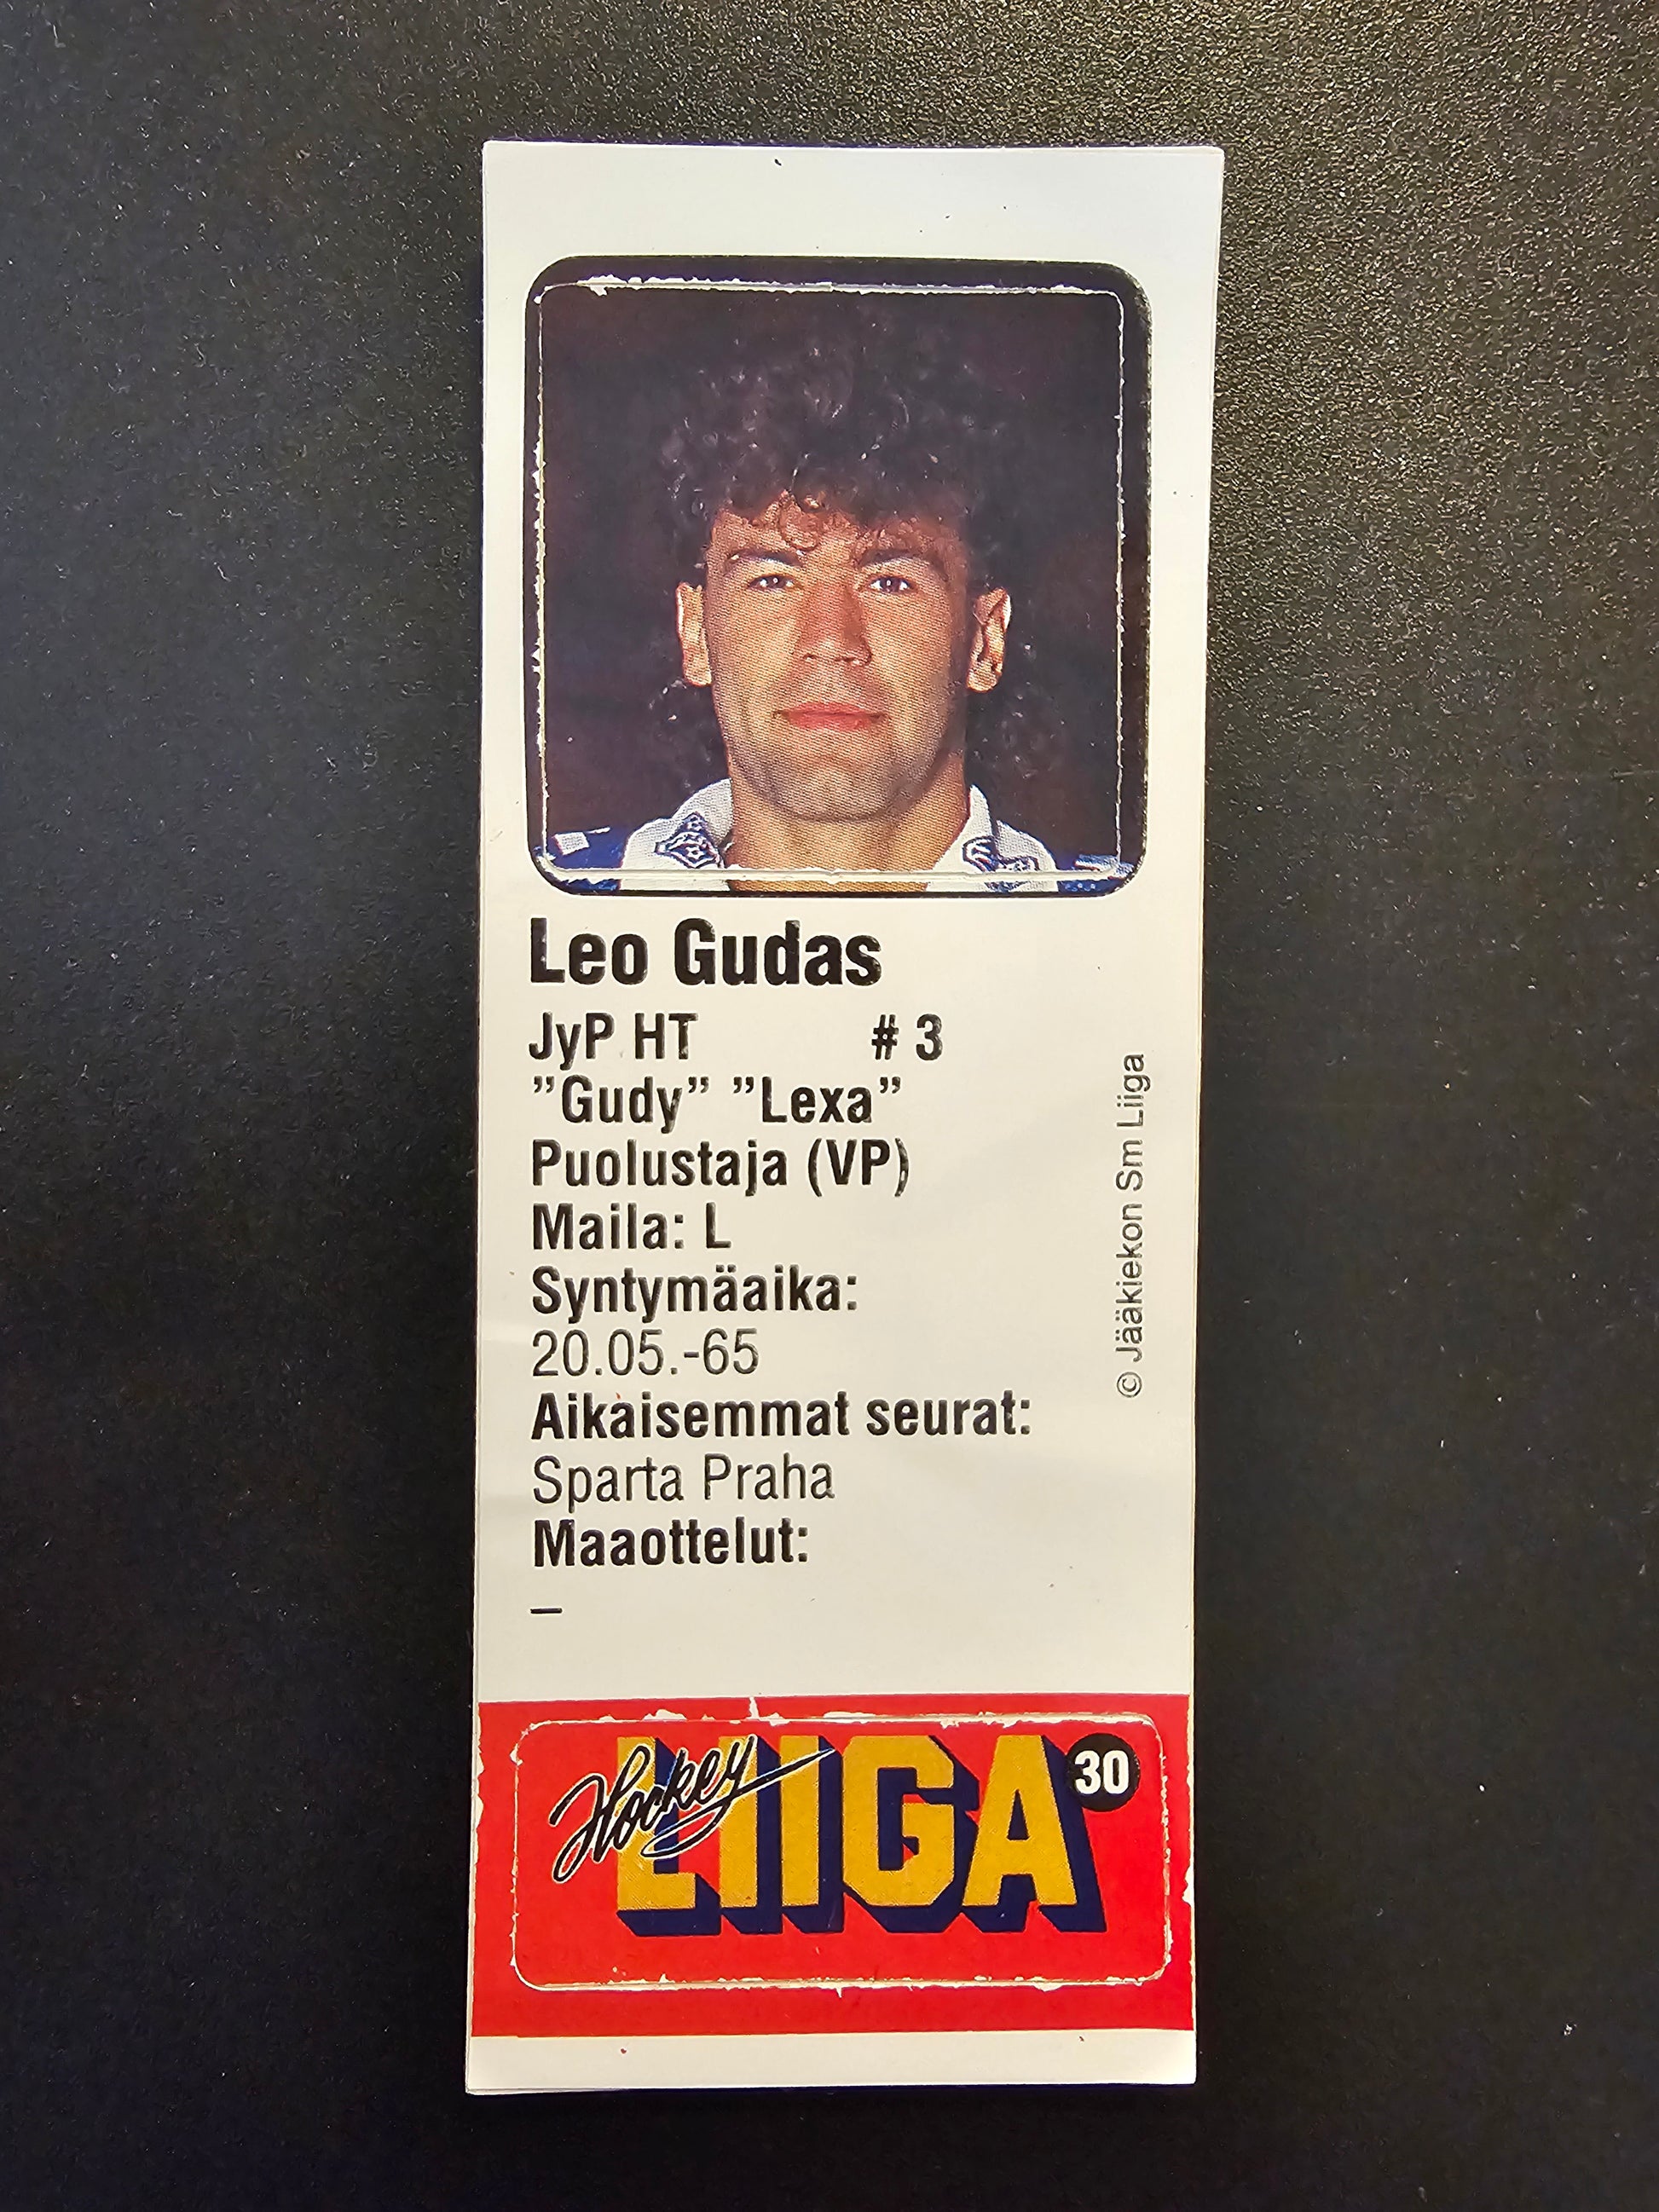 Leo Gudas
JyP HT # 3
"Gudy" "Lexa"
Puolustaja (VP)
Maila: L
Syntymäaika:
20.05.-65
Aikaisemmat seurat:
Sparta Praha
Maaottelut:
–
© Jääkiekon Sm Liiga
Hockey LIIGA 30